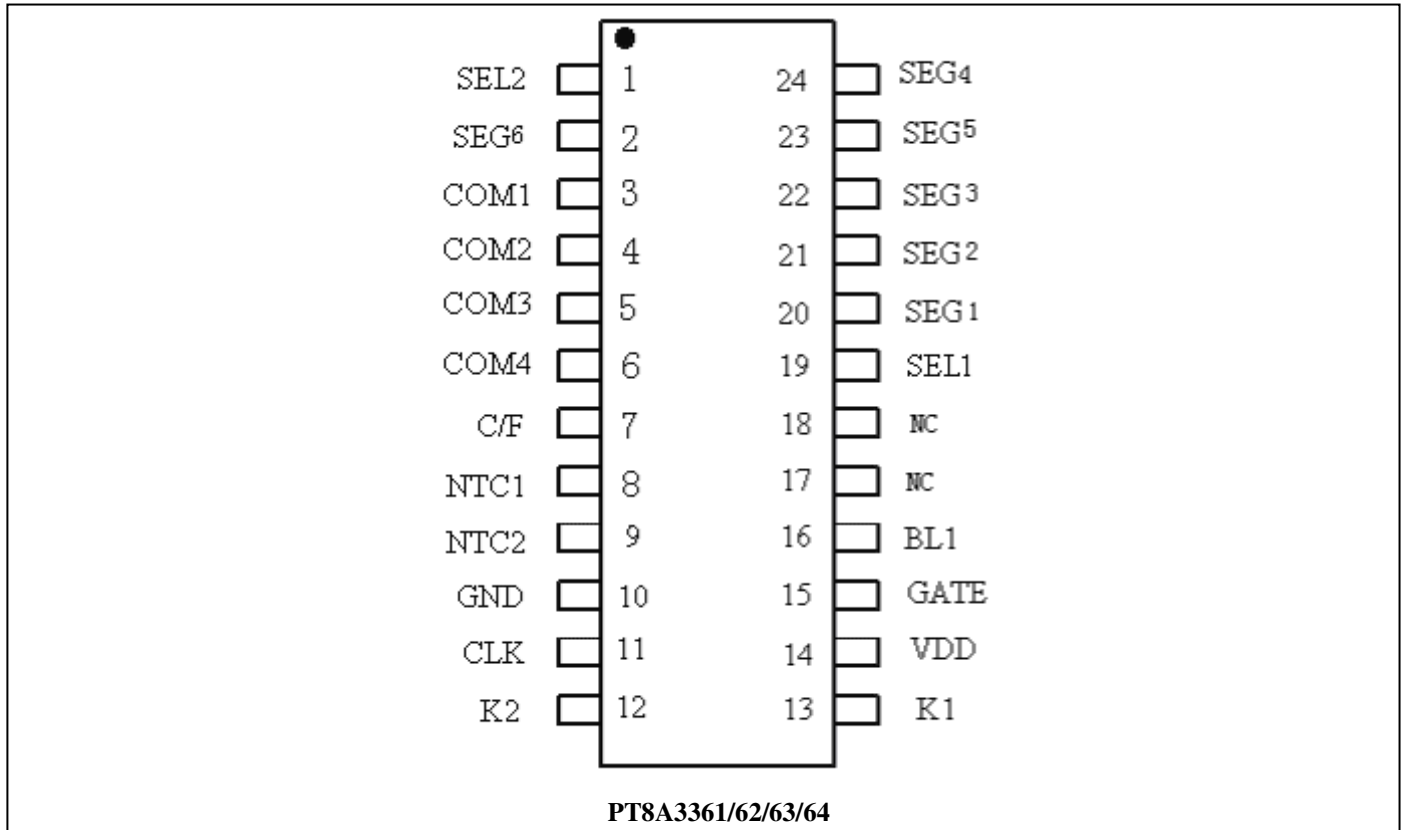 SEL2 1 24 SEG4
SEG6 2 23 SEG5
COM1 3 22 SEG3
COM2 4 21 SEG2
COM3 5 20 SEG1
COM4 6 19 SEL1
C/F 7 18 NC
NTC1 8 17 NC
NTC2 9 16 BL1
GND 10 15 GATE
CLK 11 14 VDD
K2 12 13 K1
PT8A3361/62/63/64